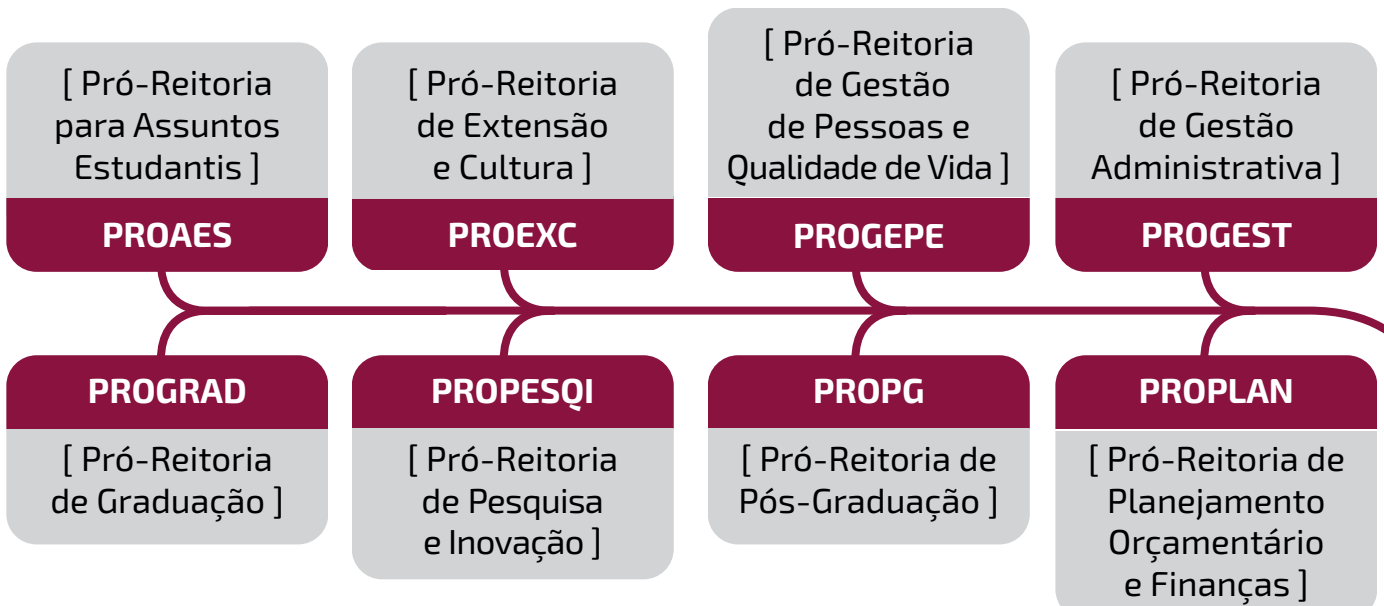 [ Pró-Reitoria
para Assuntos
Estudantis ]
PROAES
[ Pró-Reitoria
de Extensão
e Cultura ]
PROEXC
[ Pró-Reitoria
de Gestão
de Pessoas e
Qualidade de Vida ]
PROGEPE
[ Pró-Reitoria
de Gestão
Administrativa ]
PROGEST
PROGRAD
[ Pró-Reitoria
de Graduação ]
PROPESQI
[ Pró-Reitoria
de Pesquisa
e Inovação ]
PROPG
[ Pró-Reitoria de
Pós-Graduação ]
PROPLAN
[ Pró-Reitoria de
Planejamento
Orçamentário
e Finanças ]